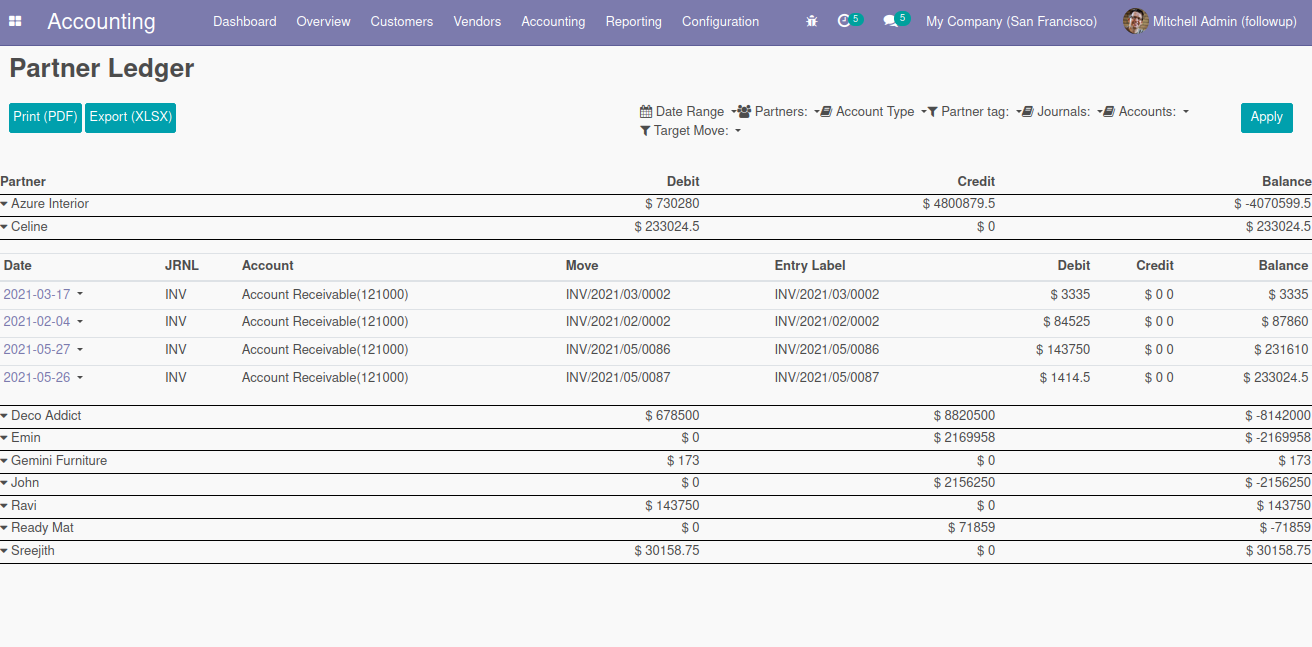 Accounting Dashboard Overview Customers Vendors Accounting Reporting Configuration 5 5 My Company (San Francisco) Mitchell Admin (followup)
Partner Ledger
Print (PDF) Export (XLSX) Date Range Partners: Account Type Partner tag: Journals: Accounts: Apply
Target Move:
Partner Debit Credit Balance
Azure Interior $ 730280 $ 4800879.5 $ -4070599.5
Celine $ 233024.5 $ 0 $ 233024.5
Date JRNL Account Move Entry Label Debit Credit Balance
2021-03-17 INV Account Receivable(121000) INV/2021/03/0002 INV/2021/03/0002 $ 3335 $ 0 0 $ 3335
2021-02-04 INV Account Receivable(121000) INV/2021/02/0002 INV/2021/02/0002 $ 84525 $ 0 0 $ 87860
2021-05-27 INV Account Receivable(121000) INV/2021/05/0086 INV/2021/05/0086 $ 143750 $ 0 0 $ 231610
2021-05-26 INV Account Receivable(121000) INV/2021/05/0087 INV/2021/05/0087 $ 1414.5 $ 0 0 $ 233024.5
Deco Addict $ 678500 $ 8820500 $ -8142000
Emin $ 0 $ 2169958 $ -2169958
Gemini Furniture $ 173 $ 0 $ 173
John $ 0 $ 2156250 $ -2156250
Ravi $ 143750 $ 0 $ 143750
Ready Mat $ 0 $ 71859 $ -71859
Sreejith $ 30158.75 $ 0 $ 30158.75